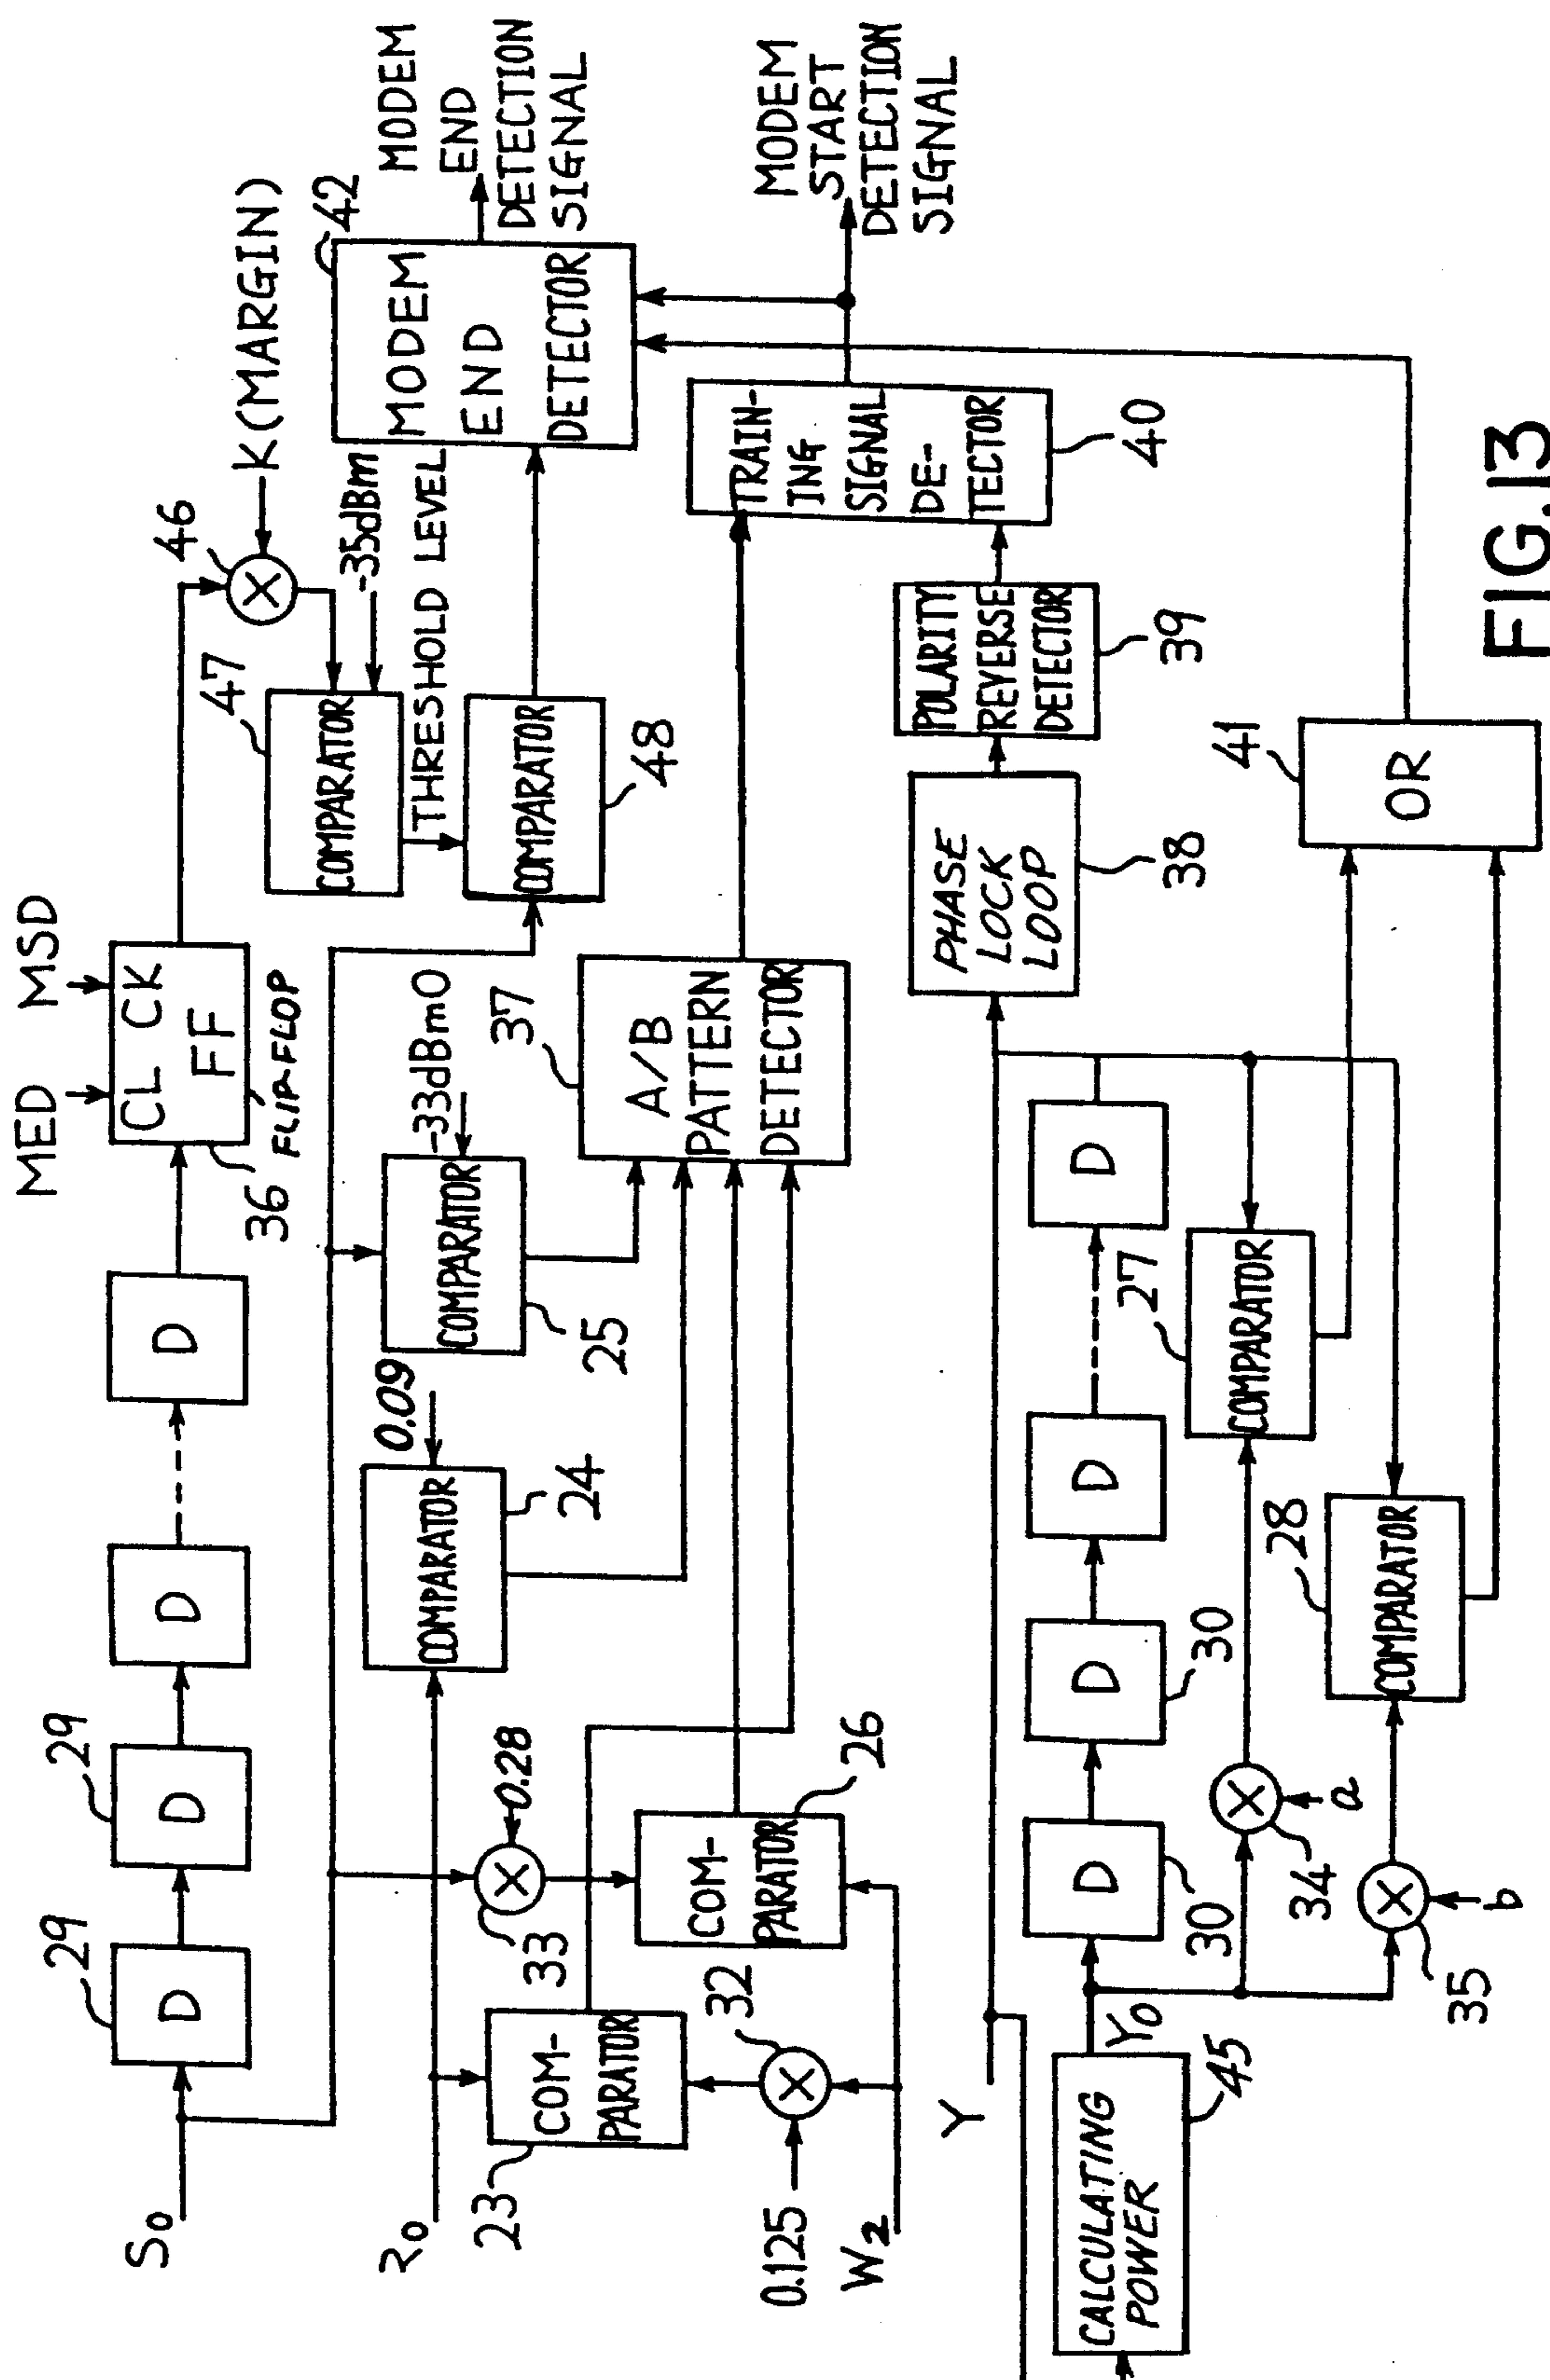 MED MSD
K(MARGIN)
46
42
MODEM
END
DETECTION
SIGNAL
29
29
D
D
D
D
CL CK
FF
36
FLIP-FLOP
S0
47
COMPARATOR
-35dBm
THRESHOLD LEVEL
MODEM
END
DETECTOR
COMPARATOR
48
-33dBm0
COMPARATOR
25
0.09
COMPARATOR
24
R0
0.28
33
COM-
PARATOR
23
COM-
PARATOR
26
32
0.125
W2
37
A/B
PATTERN
DETECTOR
TRAIN-
ING
SIGNAL
DE-
TECTOR
40
MODEM
START
DETECTION
SIGNAL
POLARITY
REVERSE
DETECTOR
39
PHASE
LOCK
LOOP
38
Y
CALCULATING
POWER
45
Y0
D
D
D
D
30
30
27
COMPARATOR
34
a
28
COMPARATOR
35
b
41
OR
FIG.13